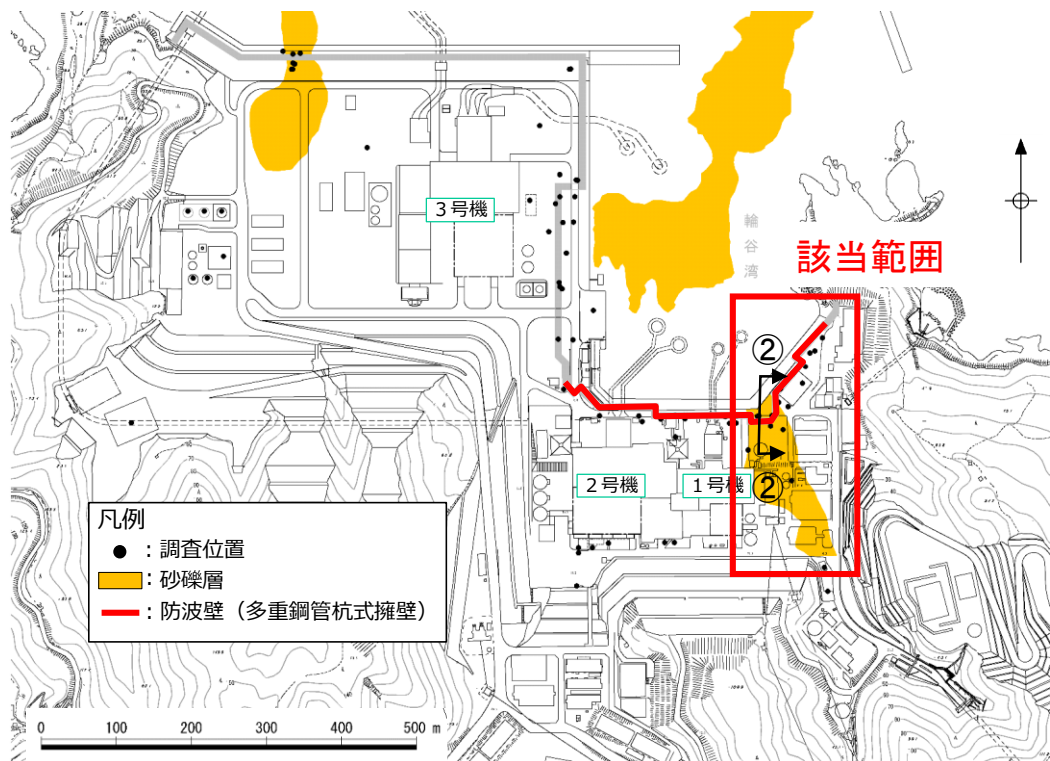 3号機
輪
谷
湾
該当範囲
②
2号機
1号機
②
凡例
● ：調査位置
：砂礫層
：防波壁（多重鋼管杭式擁壁）
0 100 200 300 400 500 m